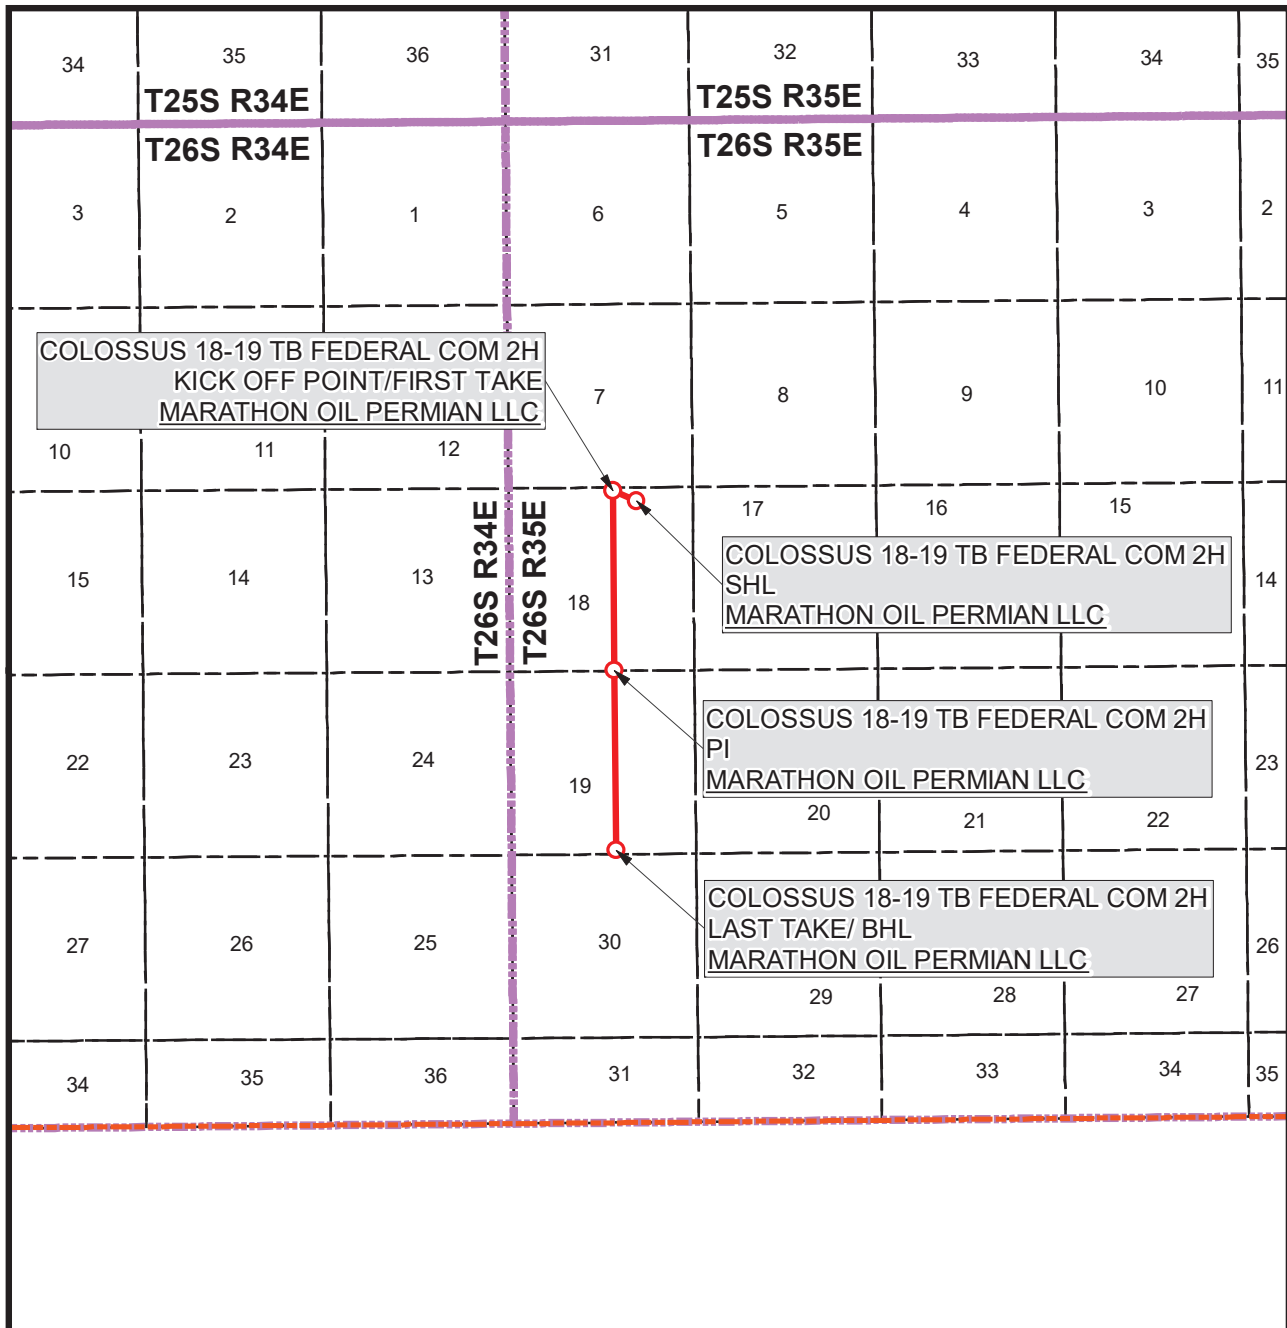 34 35 36 31 32 33 34 35
T25S R34E T25S R35E
T26S R34E T26S R35E
3 2 1 6 5 4 3 2
COLOSSUS 18-19 TB FEDERAL COM 2H
KICK OFF POINT/FIRST TAKE
MARATHON OIL PERMIAN LLC
7 8 9 10 11
10 11 12
T26S R34E
T26S R35E
17 16 15
COLOSSUS 18-19 TB FEDERAL COM 2H
SHL
MARATHON OIL PERMIAN LLC
15 14 13 18 14
COLOSSUS 18-19 TB FEDERAL COM 2H
PI
MARATHON OIL PERMIAN LLC
22 23 24 19 23
20 21 22
COLOSSUS 18-19 TB FEDERAL COM 2H
LAST TAKE/ BHL
MARATHON OIL PERMIAN LLC
27 26 25 30 26
29 28 27
34 35 36 31 32 33 34 35